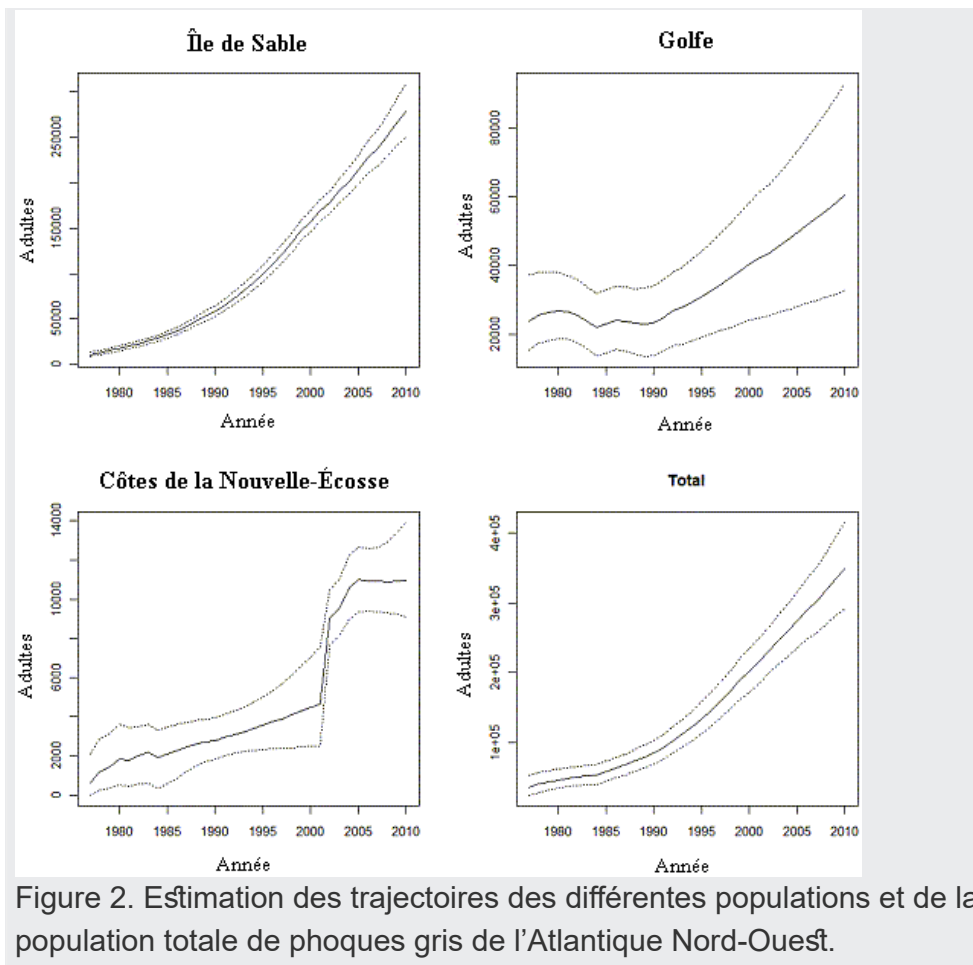 Île de Sable
Adultes
250000
150000
50000
0
1980 1985 1990 1995 2000 2005 2010
Année
Golfe
Adultes
80000
60000
40000
20000
1980 1985 1990 1995 2000 2005 2010
Année
Côtes de la Nouvelle-Écosse
Adultes
14000
10000
6000
2000
0
1980 1985 1990 1995 2000 2005 2010
Année
Total
Adultes
4e+05
3e+05
2e+05
1e+05
1980 1985 1990 1995 2000 2005 2010
Année
Figure 2. Estimation des trajectoires des différentes populations et de la
population totale de phoques gris de l’Atlantique Nord-Ouest.